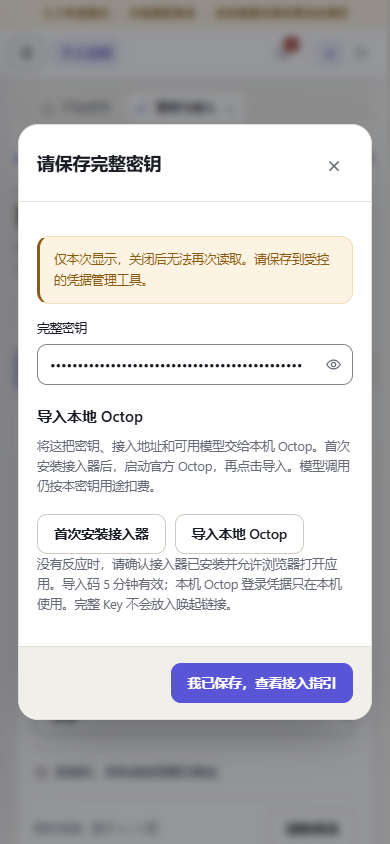 请保存完整密钥
仅本次显示，关闭后无法再次读取。请保存到受控
的凭据管理工具。
完整密钥
••••••••••••••••••••••••••••••••••••••••••••••
导入本地 Octop
将这把密钥、接入地址和可用模型交给本机 Octop。首次
安装接入器后，启动官方 Octop，再点击导入。模型调用
仍按本密钥用途扣费。
首次安装接入器 导入本地 Octop
没有反应时，请确认接入器已安装并允许浏览器打开应
用。导入码 5 分钟有效；本机 Octop 登录凭据只在本机
使用。完整 Key 不会放入唤起链接。
我已保存，查看接入指引